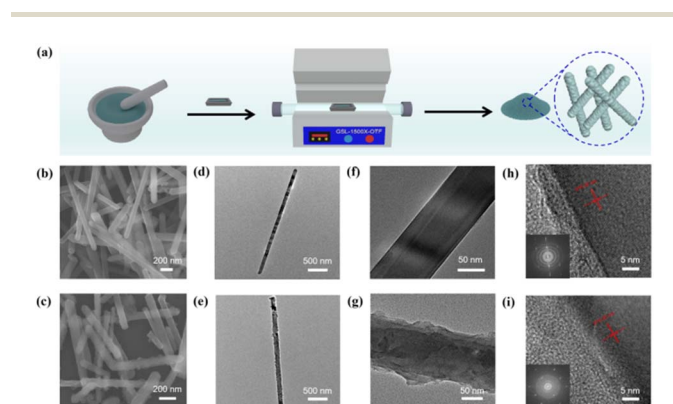 (a)
GSL-1500X-OTF
(b)
(d)
(f)
(h)
200 nm
500 nm
50 nm
5 nm
(c)
(e)
(g)
(i)
200 nm
500 nm
50 nm
5 nm